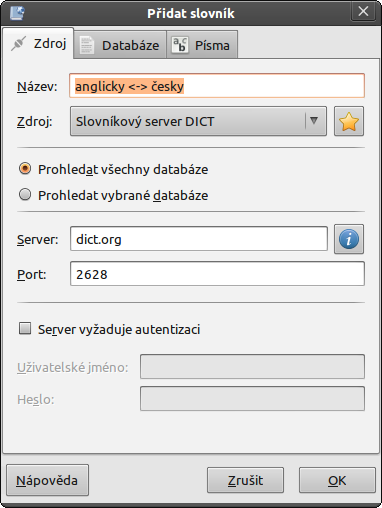 Přidat slovník
Zdroj
Databáze
Písma
Název: anglicky <-> česky
Zdroj: Slovníkový server DICT
Prohledat všechny databáze
Prohledat vybrané databáze
Server: dict.org
Port: 2628
Server vyžaduje autentizaci
Uživatelské jméno:
Heslo:
Nápověda
Zrušit
OK